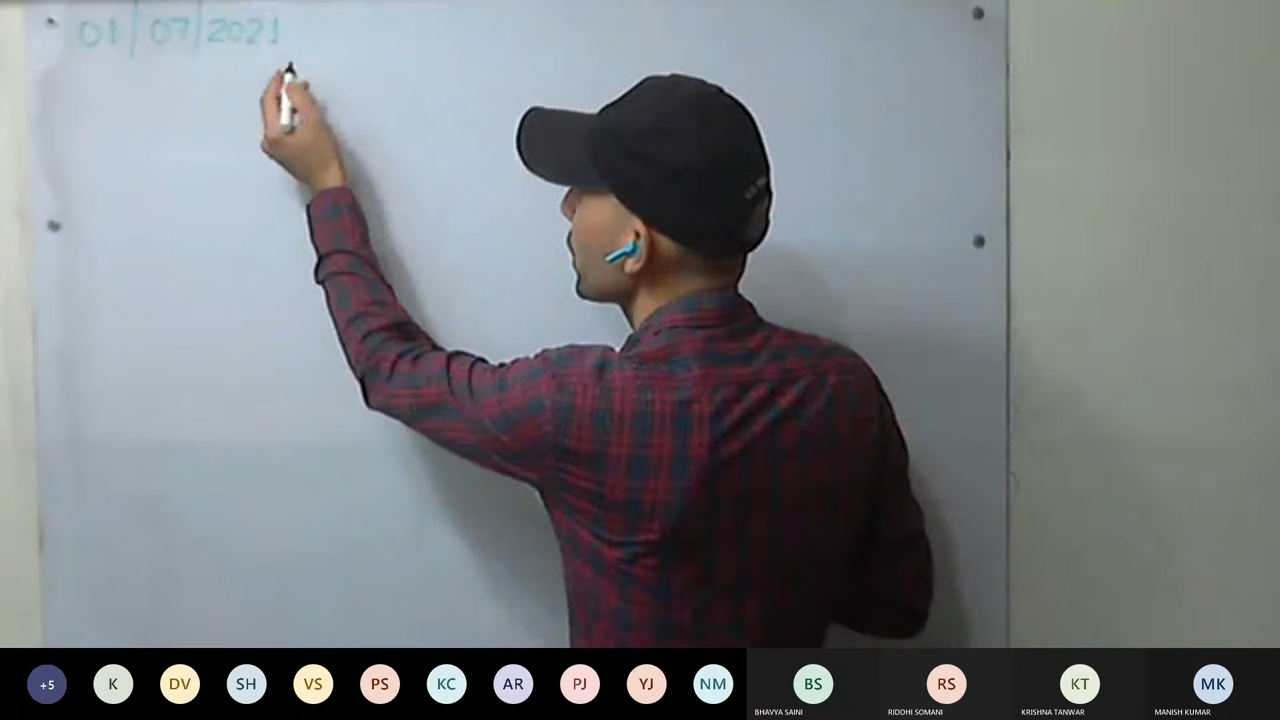 01/07/2021
+5
K
DV
SH
VS
PS
KC
AR
PJ
YJ
NM
BS
RS
KT
MK
BHAVYA SAINI
RIDDHI SOMANI
KRISHNA TANWAR
MANISH KUMAR